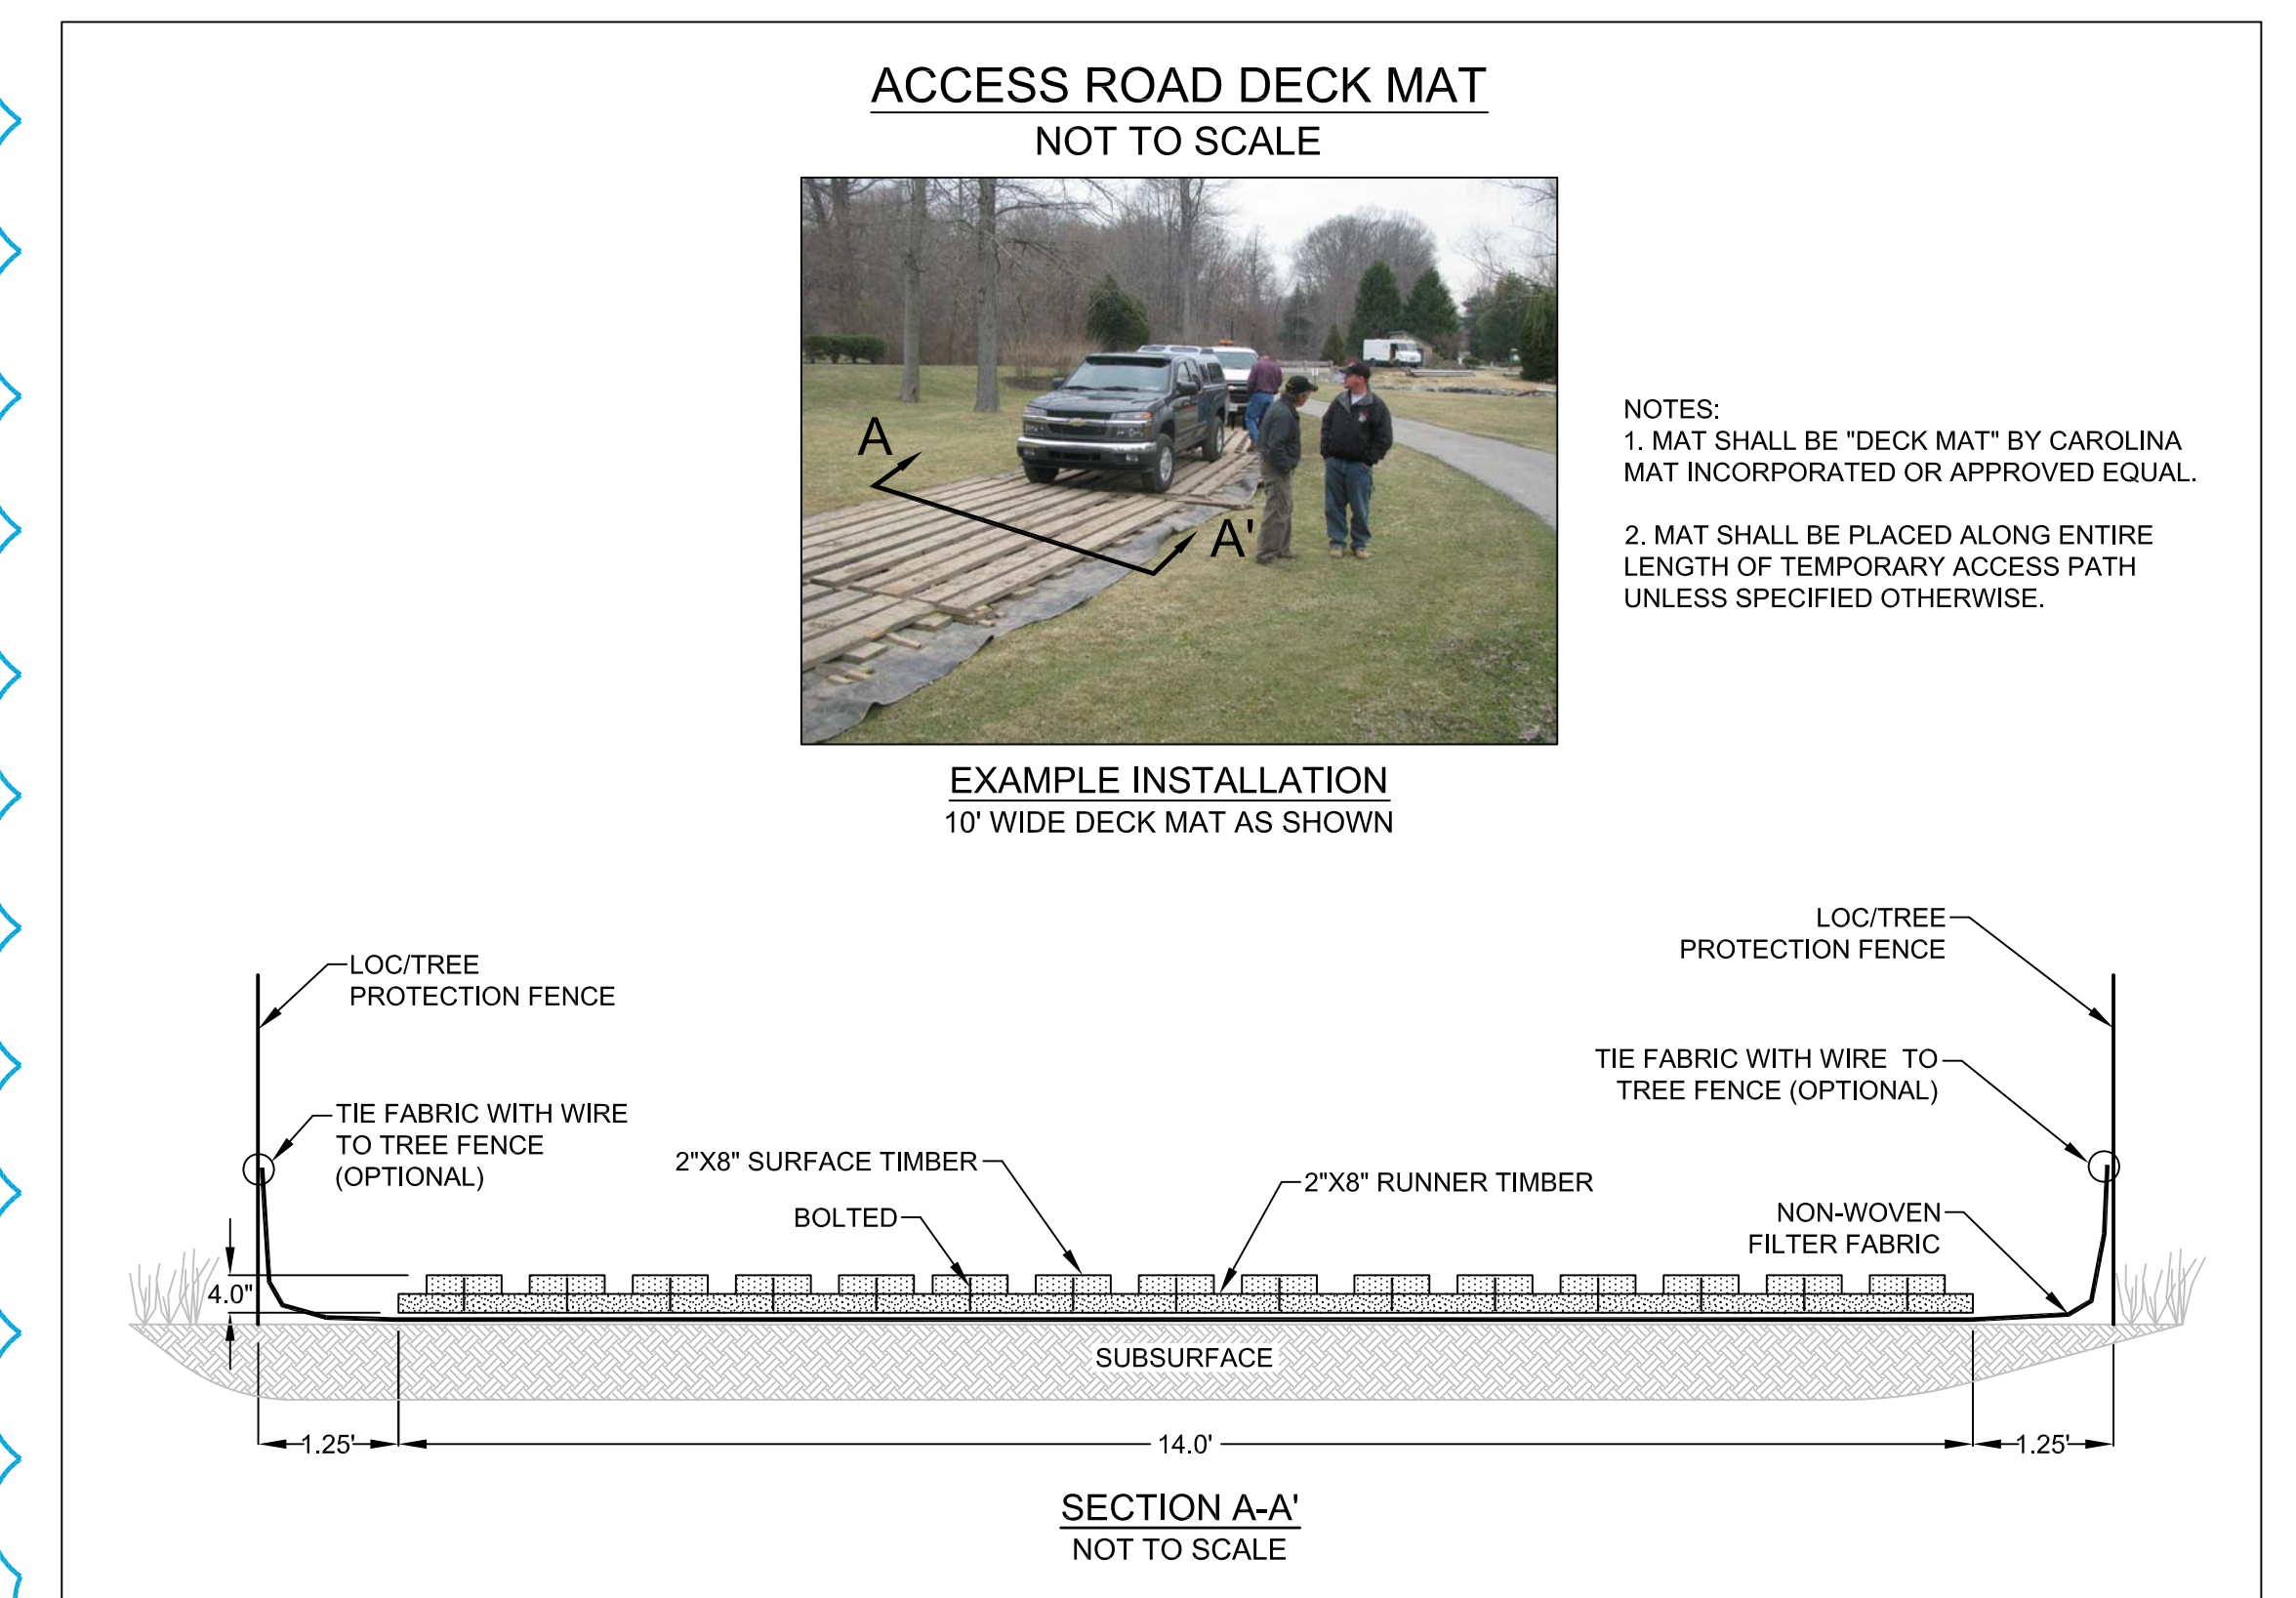 ACCESS ROAD DECK MAT
NOT TO SCALE
A
A'
NOTES:
1. MAT SHALL BE "DECK MAT" BY CAROLINA
MAT INCORPORATED OR APPROVED EQUAL.
2. MAT SHALL BE PLACED ALONG ENTIRE
LENGTH OF TEMPORARY ACCESS PATH
UNLESS SPECIFIED OTHERWISE.
EXAMPLE INSTALLATION
10' WIDE DECK MAT AS SHOWN
LOC/TREE
PROTECTION FENCE
LOC/TREE
PROTECTION FENCE
TIE FABRIC WITH WIRE
TO TREE FENCE
(OPTIONAL)
TIE FABRIC WITH WIRE TO
TREE FENCE (OPTIONAL)
2"X8" SURFACE TIMBER
2"X8" RUNNER TIMBER
BOLTED
NON-WOVEN
FILTER FABRIC
4.0"
SUBSURFACE
1.25'
14.0'
1.25'
SECTION A-A'
NOT TO SCALE